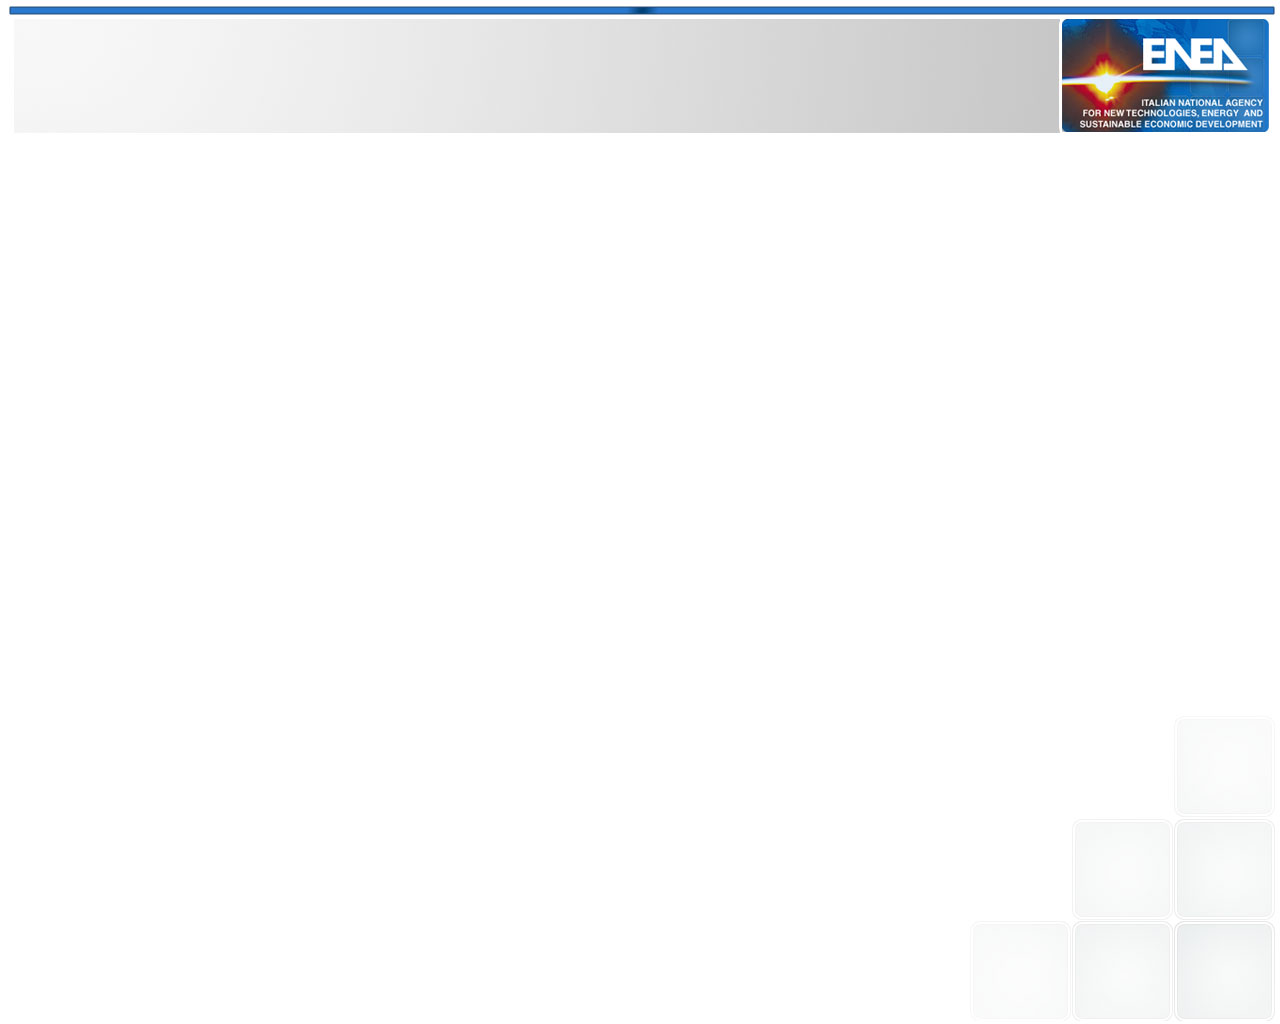 ENEA
ITALIAN NATIONAL AGENCY
FOR NEW TECHNOLOGIES, ENERGY AND
SUSTAINABLE ECONOMIC DEVELOPMENT